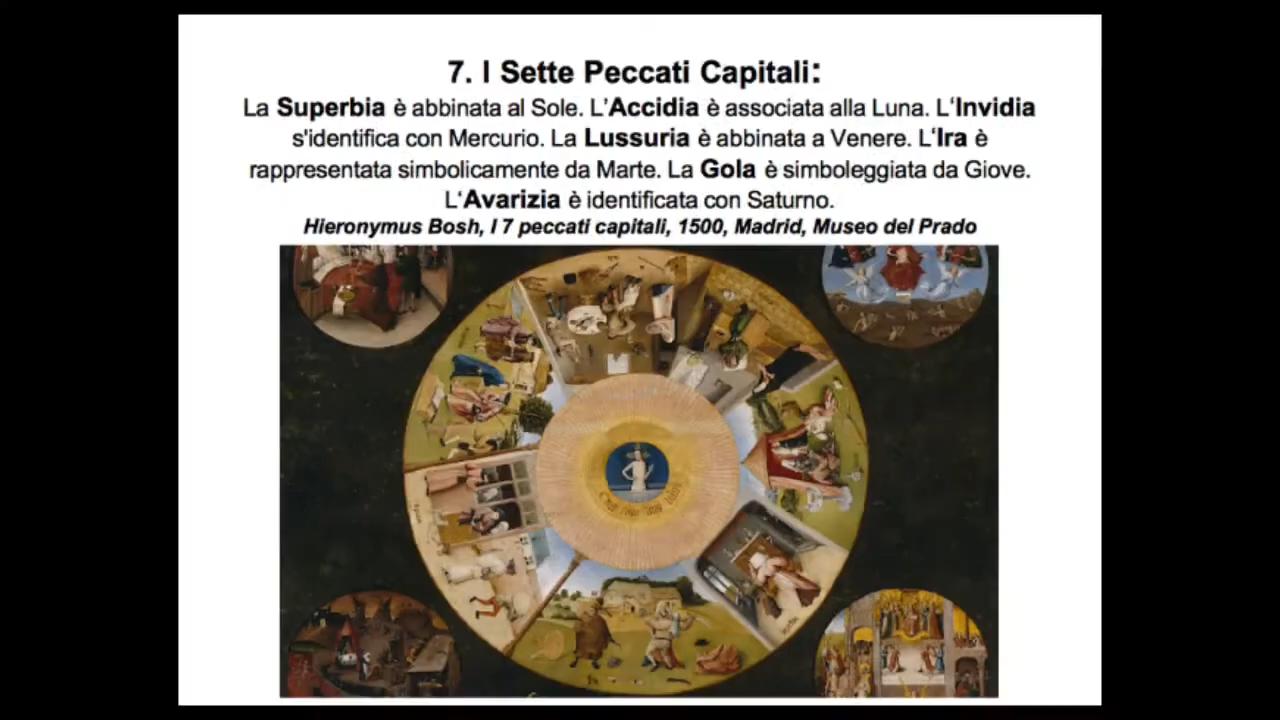 7. I Sette Peccati Capitali:
La Superbia è abbinata al Sole. L'Accidia è associata alla Luna. L'Invidia
s'identifica con Mercurio. La Lussuria è abbinata a Venere. L'Ira è
rappresentata simbolicamente da Marte. La Gola è simboleggiata da Giove.
L'Avarizia è identificata con Saturno.
Hieronymus Bosh, I 7 peccati capitali, 1500, Madrid, Museo del Prado